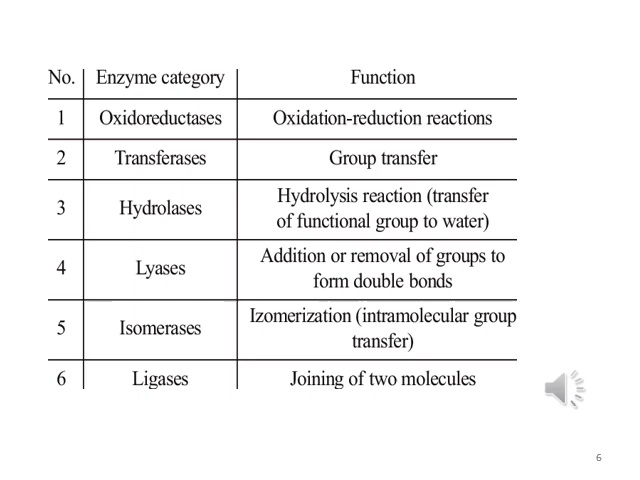 No. Enzyme category Function
1 Oxidoreductases Oxidation-reduction reactions
2 Transferases Group transfer
3 Hydrolases Hydrolysis reaction (transfer
of functional group to water)
4 Lyases Addition or removal of groups to
form double bonds
5 Isomerases Izomerization (intramolecular group
transfer)
6 Ligases Joining of two molecules
6